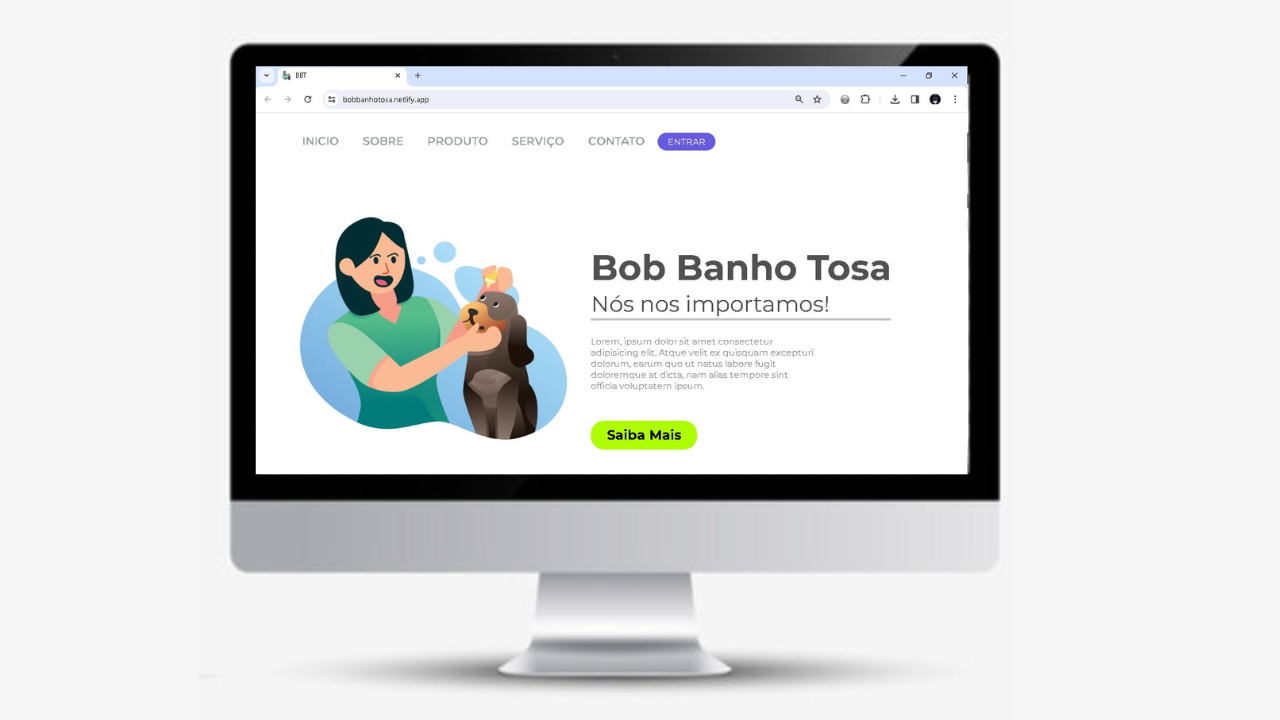 BBT
bobbanhotosa.netlify.app
INICIO SOBRE PRODUTO SERVIÇO CONTATO ENTRAR
Bob Banho Tosa
Nós nos importamos!
Lorem, ipsum dolor sit amet consectetur
adipisicing elit. Atque velit ex quisquam excepturi
dolorum, earum quo ut natus labore fugit
doloremque at dicta, nam alias tempore sint
officia voluptatem ipsum.
Saiba Mais